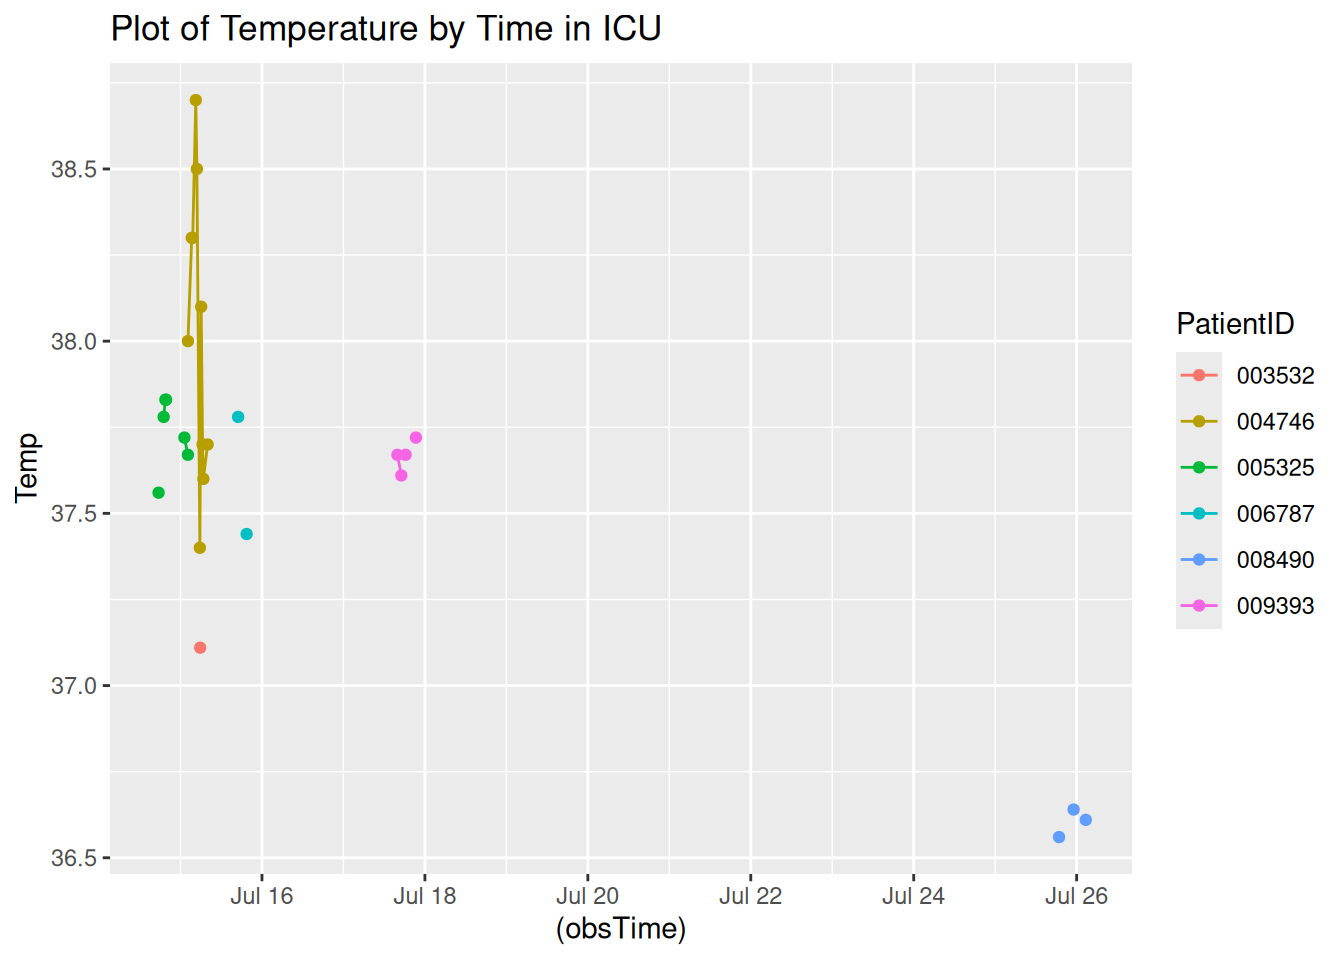 Plot of Temperature by Time in ICU
Temp
38.5
38.0
37.5
37.0
36.5
Jul 16 Jul 18 Jul 20 Jul 22 Jul 24 Jul 26
(obsTime)
PatientID
003532
004746
005325
006787
008490
009393